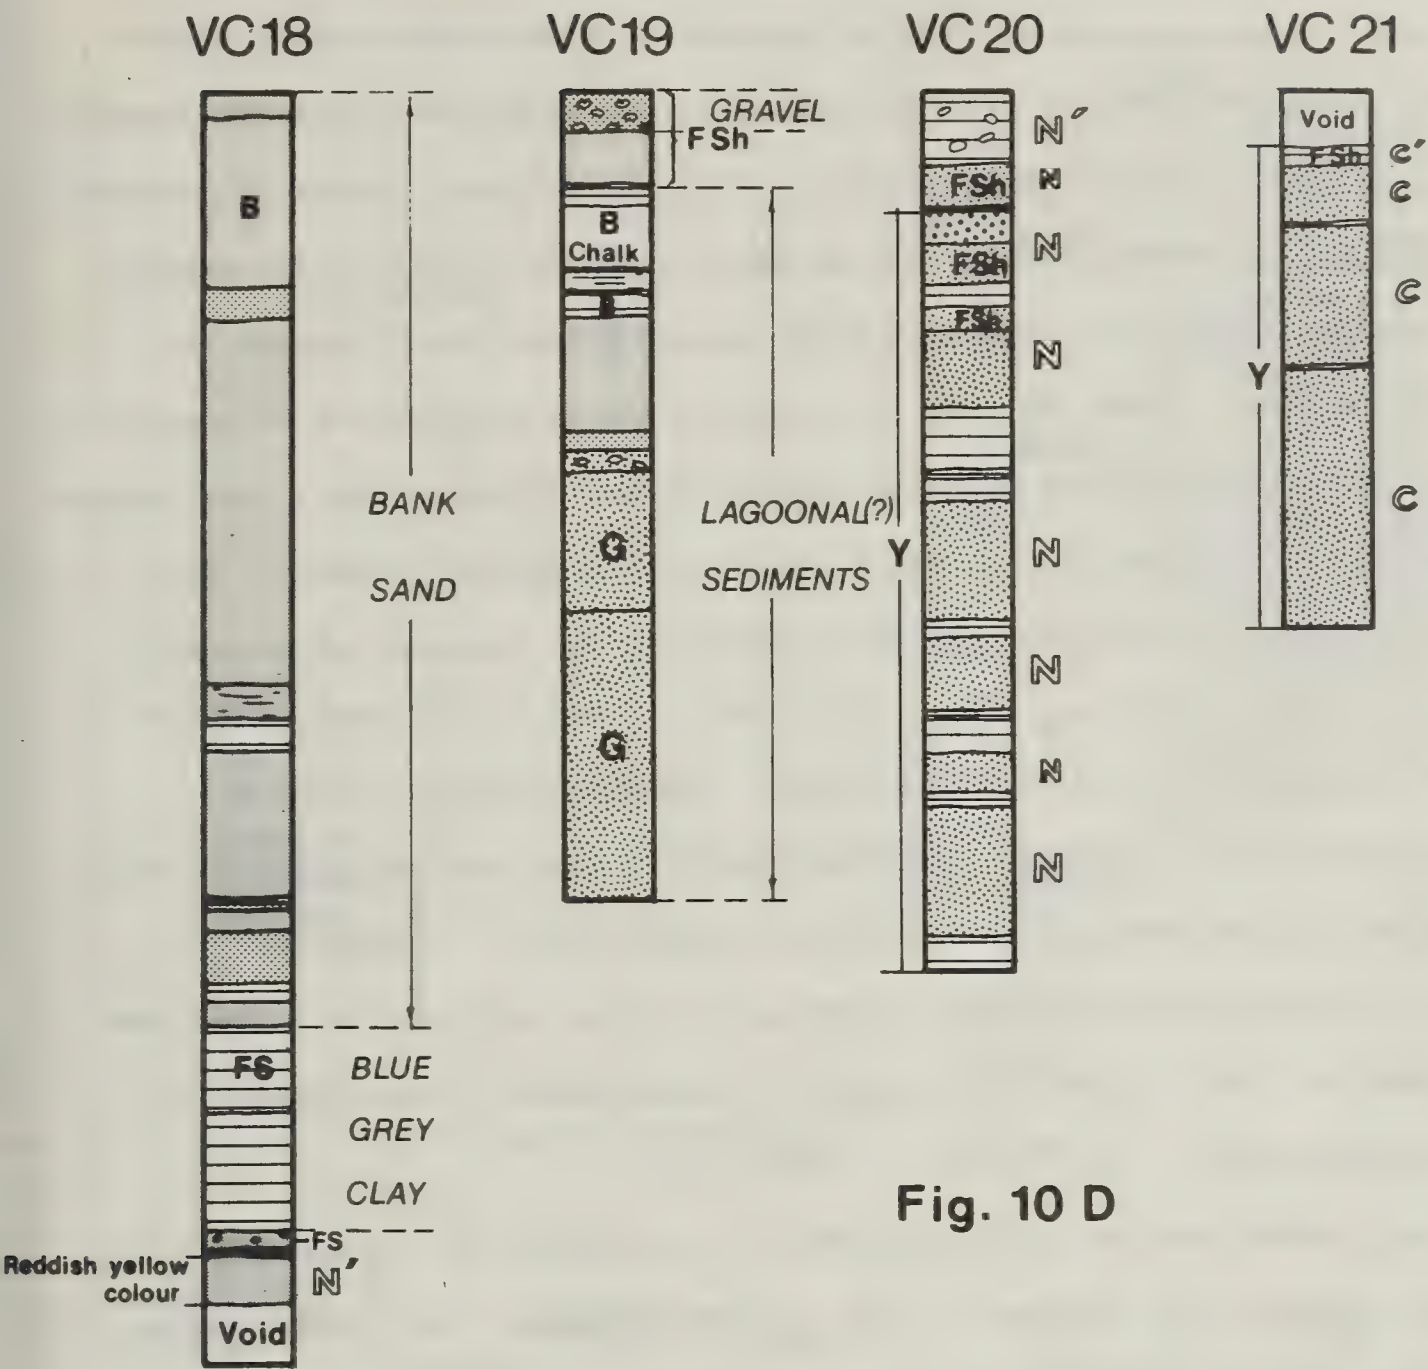 VC18 VC19 VC20 VC 21
B
BANK
SAND
FS
BLUE
GREY
CLAY
FS
Reddish yellow
colour
N′
Void
GRAVEL
FSh
B
Chalk
B
G
G
LAGOONAL(?)
SEDIMENTS
N′
FSh N
N
FSh
FSh
N
Y
N
N
N
N
Void
FSh C′
C
C
Y
C
Fig. 10 D